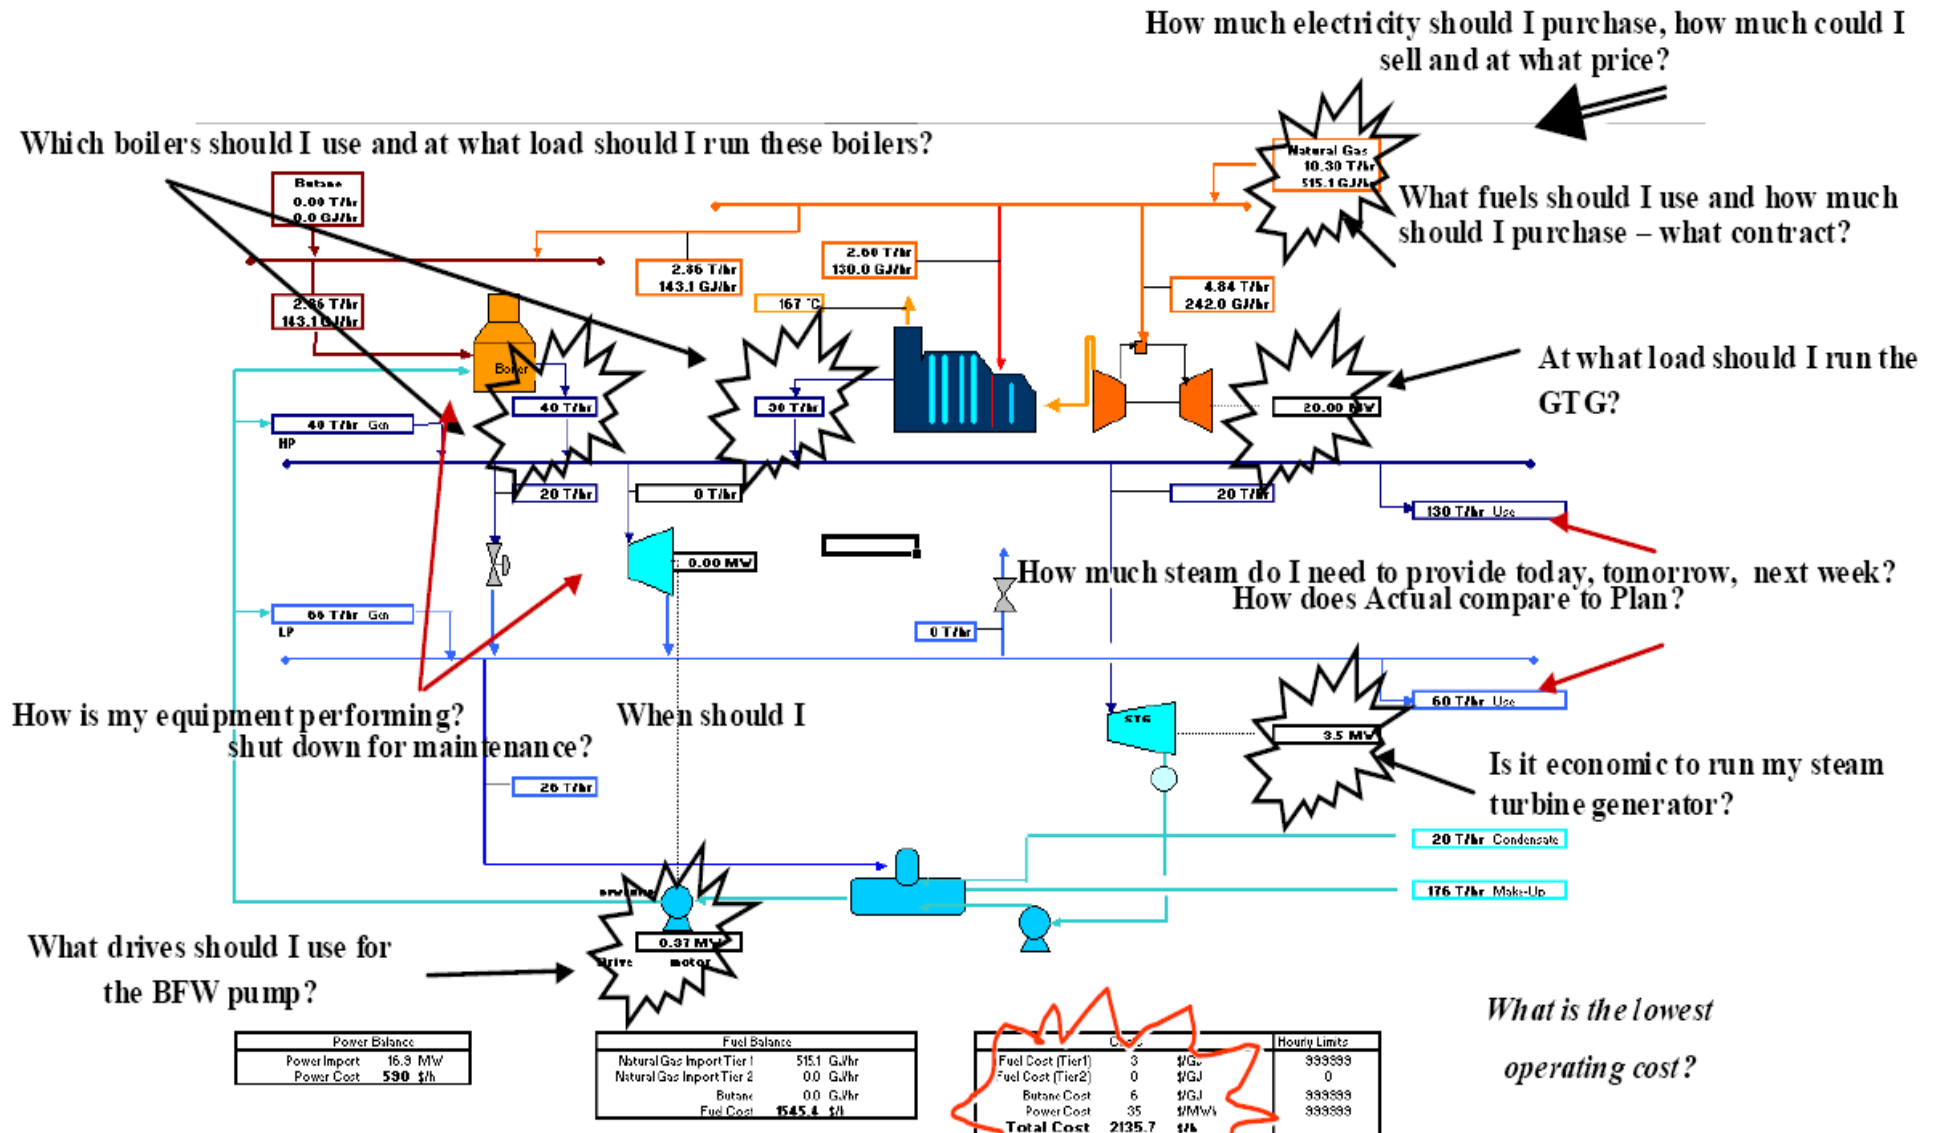 How much electricity should I purchase, how much could I
sell and at what price?
Which boilers should I use and at what load should I run these boilers?
Natural Gas
10.30 T/hr
515.1 GJ/hr
Butane
0.00 T/hr
0.0 GJ/hr
What fuels should I use and how much
should I purchase – what contract?
2.86 T/hr
143.1 GJ/hr
2.60 T/hr
130.0 GJ/hr
4.84 T/hr
242.0 GJ/hr
2.86 T/hr
143.1 GJ/hr
167 °C
Boiler
At what load should I run the
GTG?
40 T/hr
30 T/hr
20.00 MW
40 T/hr Gen
HP
20 T/hr
0 T/hr
20 T/hr
130 T/hr Use
0.00 MW
How much steam do I need to provide today, tomorrow, next week?
How does Actual compare to Plan?
66 T/hr Gen
LP
0 T/hr
60 T/hr Use
How is my equipment performing? When should I
shut down for maintenance?
STG
3.5 MW
Is it economic to run my steam
turbine generator?
26 T/hr
20 T/hr Condensate
176 T/hr Make-Up
0.37 MW
Drive motor
What drives should I use for
the BFW pump?
What is the lowest
operating cost?
Power Balance
Power Import 16.9 MW
Power Cost 590 $/h
Fuel Balance
Natural Gas Import Tier 1 515.1 GJ/hr
Natural Gas Import Tier 2 0.0 GJ/hr
Butane 0.0 GJ/hr
Fuel Cost 1545.4 $/h
Hourly Limits
Fuel Cost (Tier1) 3 $/GJ 999999
Fuel Cost (Tier2) 0 $/GJ 0
Butane Cost 6 $/GJ 999999
Power Cost 35 $/MWh 999999
Total Cost 2135.7 $/h